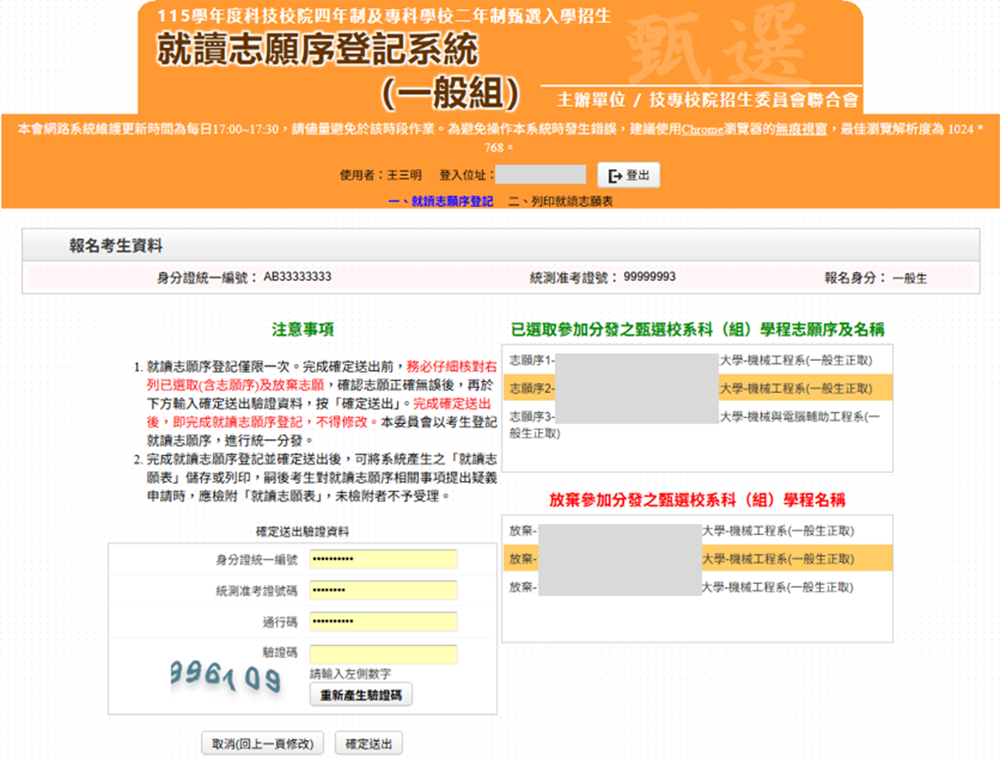 115學年度科技校院四年制及專科學校二年制甄選入學招生
甄選
就讀志願序登記系統
(一般組)
主辦單位 / 技專校院招生委員會聯合會
本會網路系統維護更新時間為每日17:00~17:30，請儘量避免於該時段作業。為避免操作本系統時發生錯誤，建議使用Chrome瀏覽器的無痕視窗，最佳瀏覽解析度為 1024 *
768。
使用者：王三明 登入位址： 登出
一、就讀志願序登記 二、列印就讀志願表
報名考生資料
身分證統一編號： AB33333333 統測准考證號： 99999993 報名身分： 一般生
注意事項
1. 就讀志願序登記僅限一次。完成確定送出前，務必仔細核對右
列已選取(含志願序)及放棄志願，確認志願正確無誤後，再於
下方輸入確定送出驗證資料，按「確定送出」。完成確定送出
後，即完成就讀志願序登記，不得修改。本委員會以考生登記
就讀志願序，進行統一分發。
2. 完成就讀志願序登記並確定送出後，可將系統產生之「就讀志
願表」儲存或列印，嗣後考生對就讀志願序相關事項提出疑義
申請時，應檢附「就讀志願表」，未檢附者不予受理。
確定送出驗證資料
身分證統一編號 ••••••••••
統測准考證號碼 ••••••••
通行碼 ••••••••••
驗證碼
996109
請輸入左側數字
重新產生驗證碼
取消(回上一頁修改) 確定送出
已選取參加分發之甄選校系科（組）學程志願序及名稱
志願序1- 大學-機械工程系(一般生正取)
志願序2- 大學-機械工程系(一般生正取)
志願序3- 大學-機械與電腦輔助工程系(一
般生正取)
放棄參加分發之甄選校系科（組）學程名稱
放棄- 大學-機械工程系(一般生正取)
放棄- 大學-機械工程系(一般生正取)
放棄- 大學-機械工程系(一般生正取)